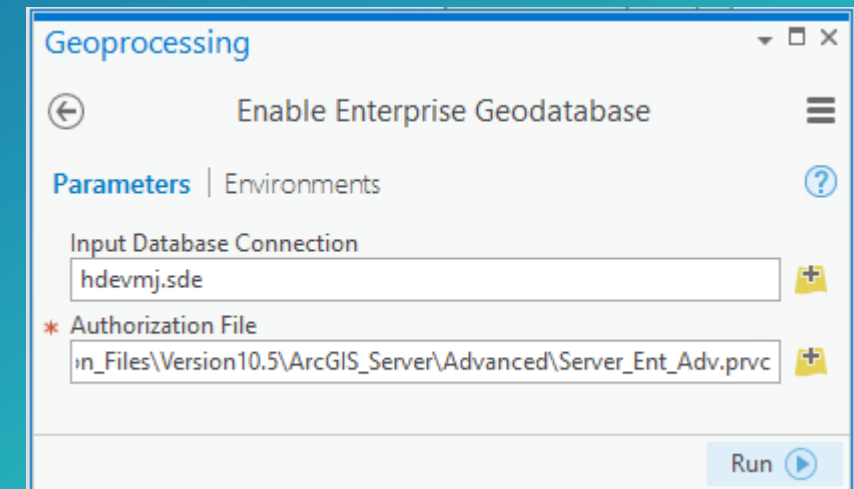 Geoprocessing
Enable Enterprise Geodatabase
Parameters | Environments
Input Database Connection
hdevmj.sde
* Authorization File
n_Files\Version10.5\ArcGIS_Server\Advanced\Server_Ent_Adv.prvc
Run